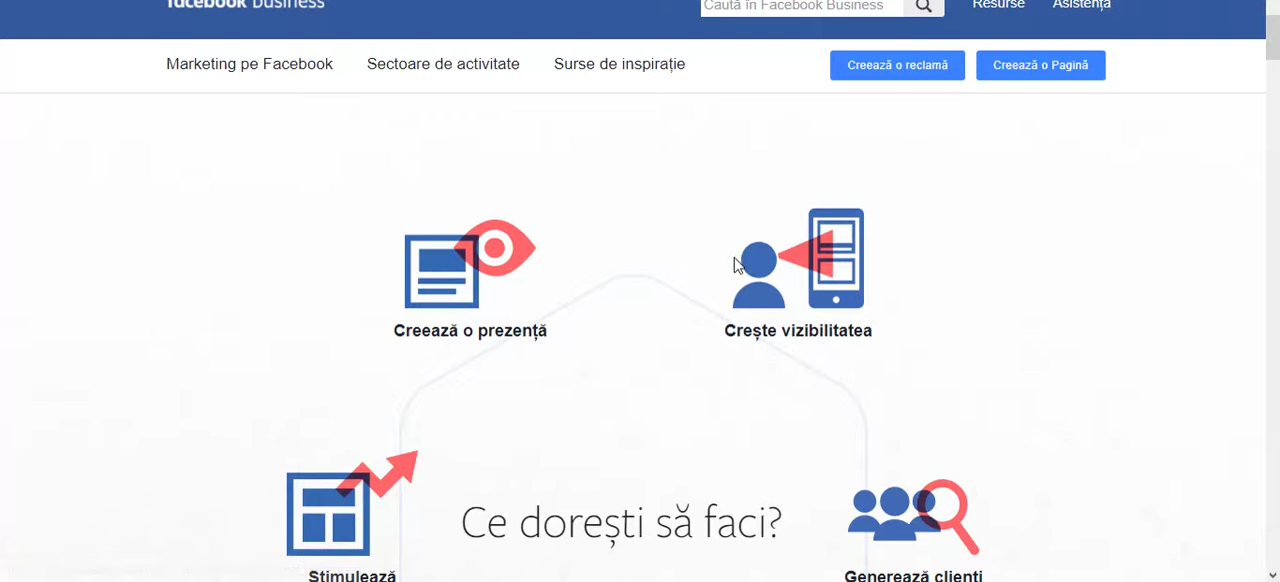 facebook business
Caută în Facebook Business
Resurse
Asistență
Marketing pe Facebook
Sectoare de activitate
Surse de inspirație
Creează o reclamă
Creează o Pagină
Creează o prezență
Crește vizibilitatea
Ce dorești să faci?
Stimulează
Generează clienți